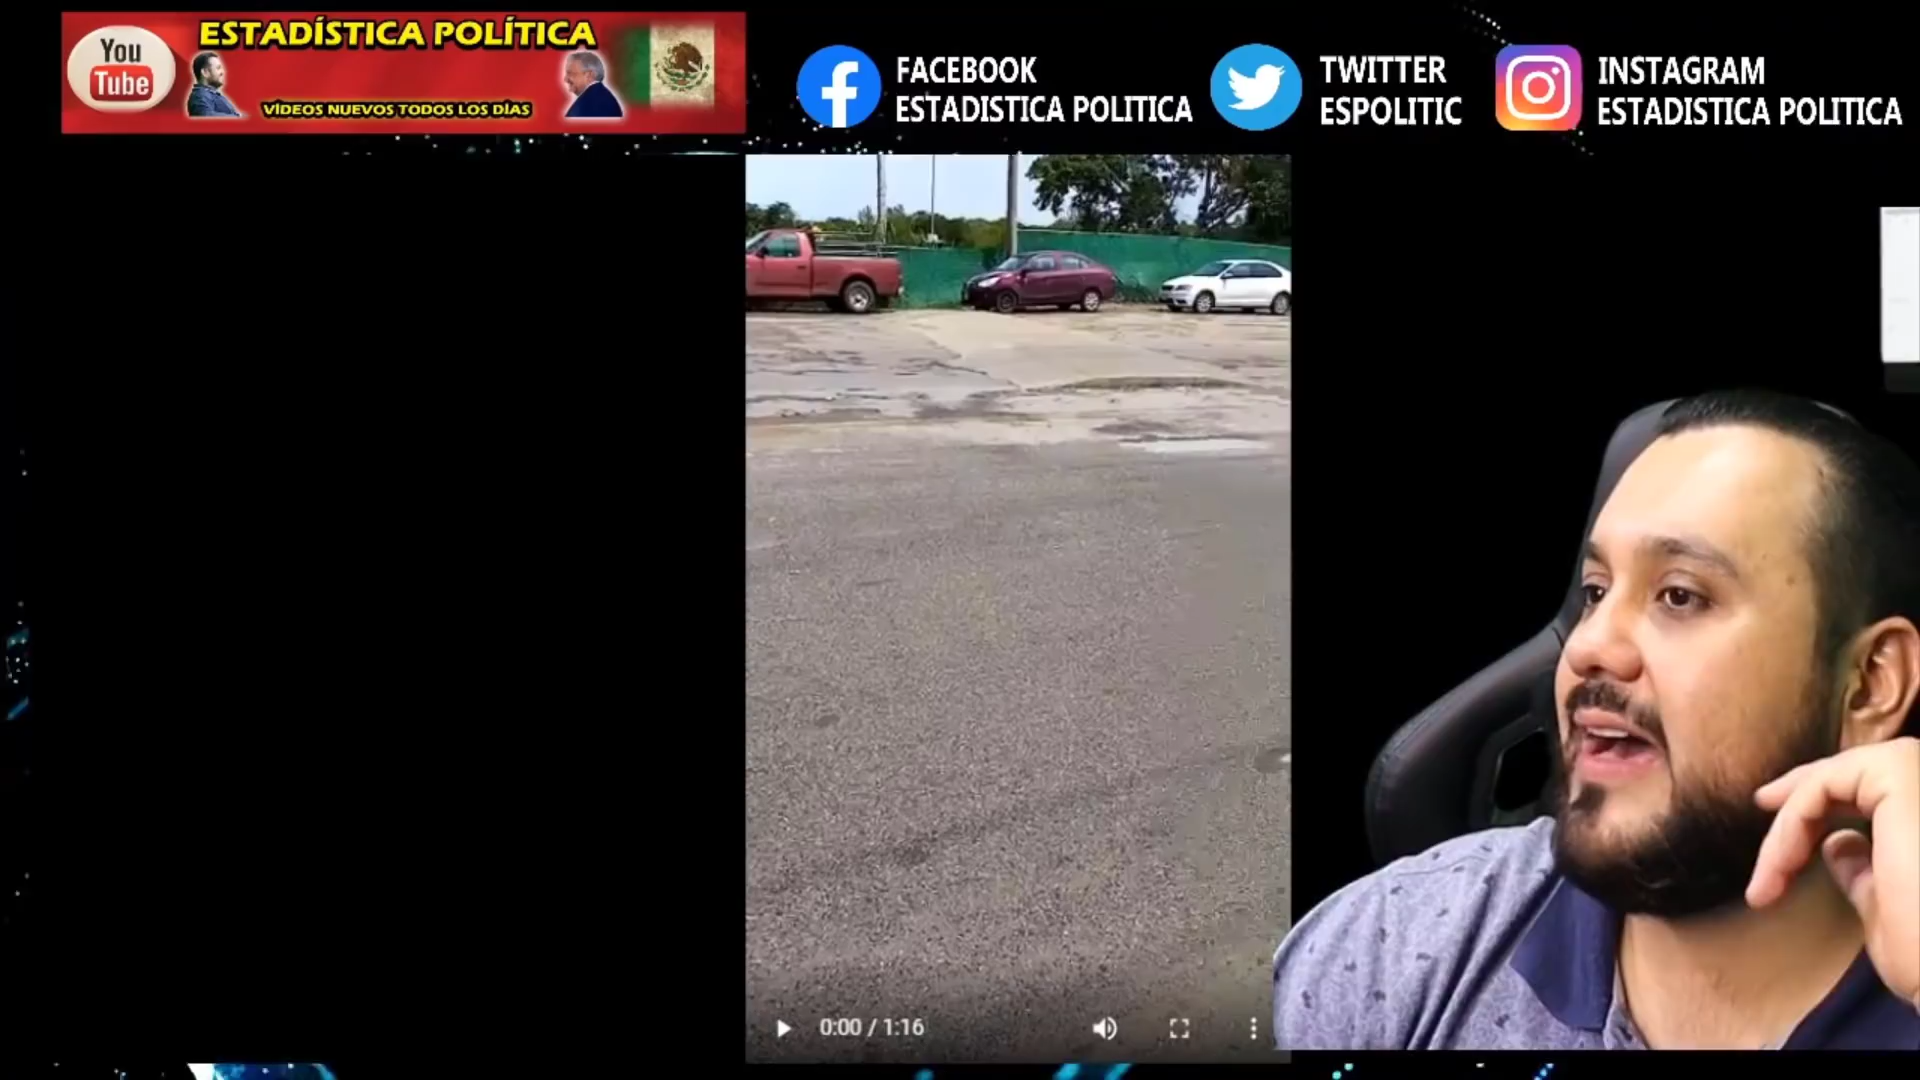 You
Tube
ESTADÍSTICA POLÍTICA
VÍDEOS NUEVOS TODOS LOS DÍAS
FACEBOOK
ESTADISTICA POLITICA
TWITTER
ESPOLITIC
INSTAGRAM
ESTADISTICA POLITICA
0:00 / 1:16